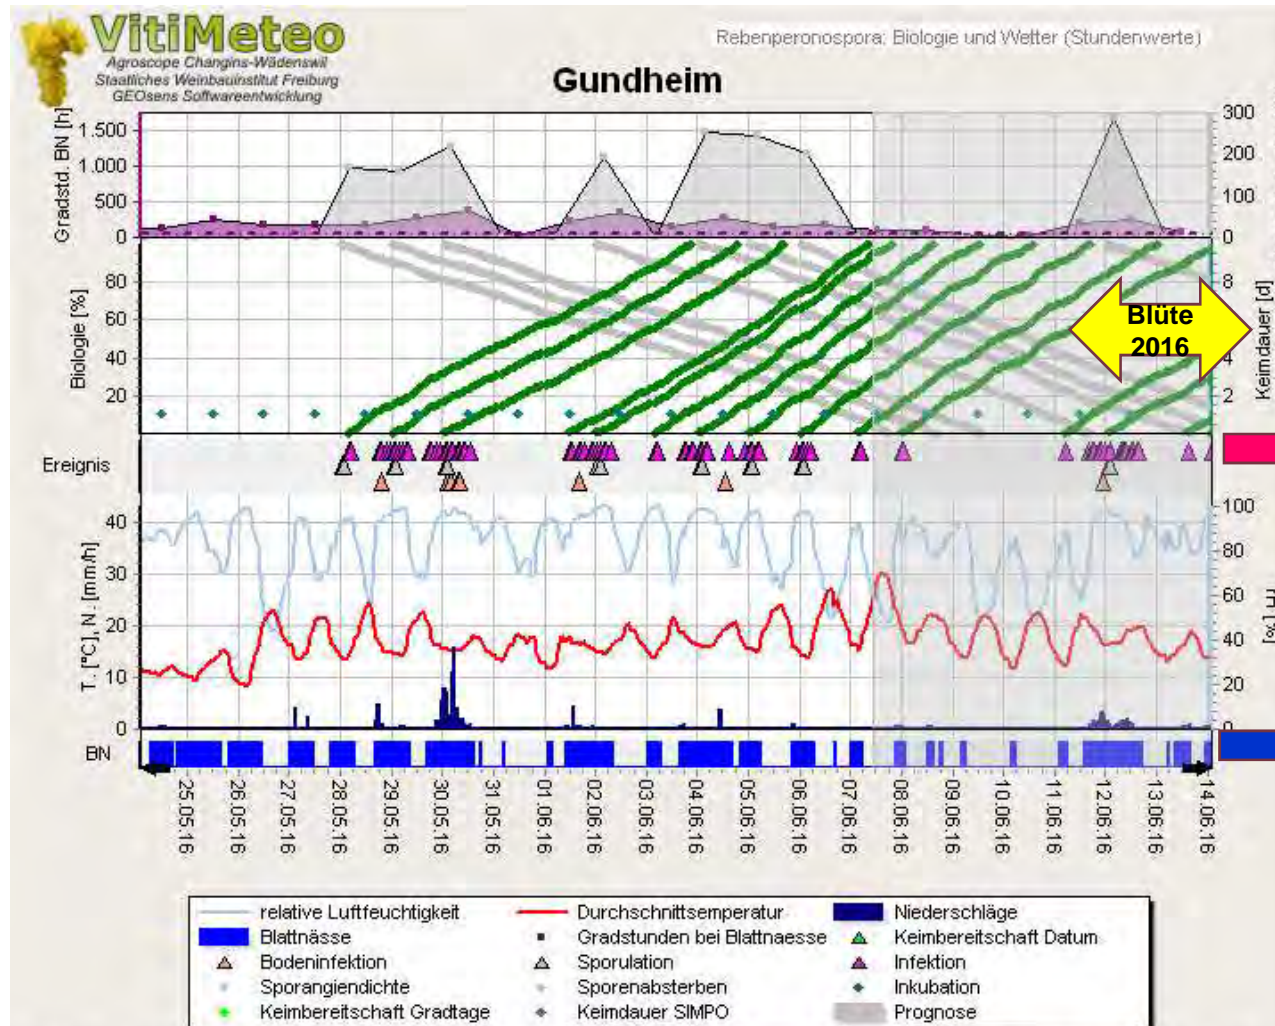 VitiMeteo
Agroscope Changins-Wädenswil
Staatliches Weinbauinstitut Freiburg
GEOsens Softwareentwicklung
Rebenperonospora: Biologie und Wetter (Stundenwerte)
Gundheim
Gradstd. BN [h]
1.500
1.000
500
0
300
200
100
0
Biologie [%]
80
60
40
20
Keimdauer [d]
8
4
2
Blüte
2016
Ereignis
T. [°C], N. [mm/h]
40
30
20
10
0
100
80
60
40
20
0
[%]
BN
25.05.16
26.05.16
27.05.16
28.05.16
29.05.16
30.05.16
31.05.16
01.06.16
02.06.16
03.06.16
04.06.16
05.06.16
06.06.16
07.06.16
08.06.16
09.06.16
10.06.16
11.06.16
12.06.16
13.06.16
14.06.16
relative Luftfeuchtigkeit
Durchschnittsemperatur
Niederschläge
Blattnässe
Gradstunden bei Blattnaesse
Keimbereitschaft Datum
Bodeninfektion
Sporulation
Infektion
Sporangiendichte
Sporenabsterben
Inkubation
Keimbereitschaft Gradtage
Keimdauer SIMPO
Prognose